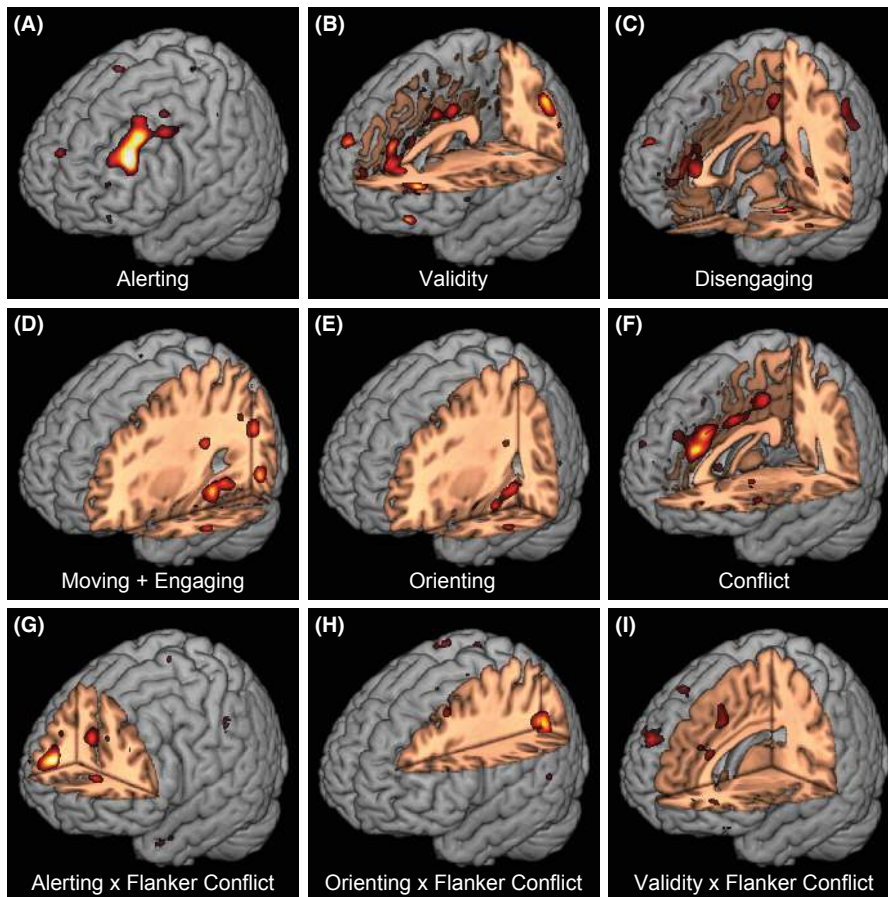 (A)
Alerting
(B)
Validity
(C)
Disengaging
(D)
Moving + Engaging
(E)
Orienting
(F)
Conflict
(G)
Alerting x Flanker Conflict
(H)
Orienting x Flanker Conflict
(I)
Validity x Flanker Conflict